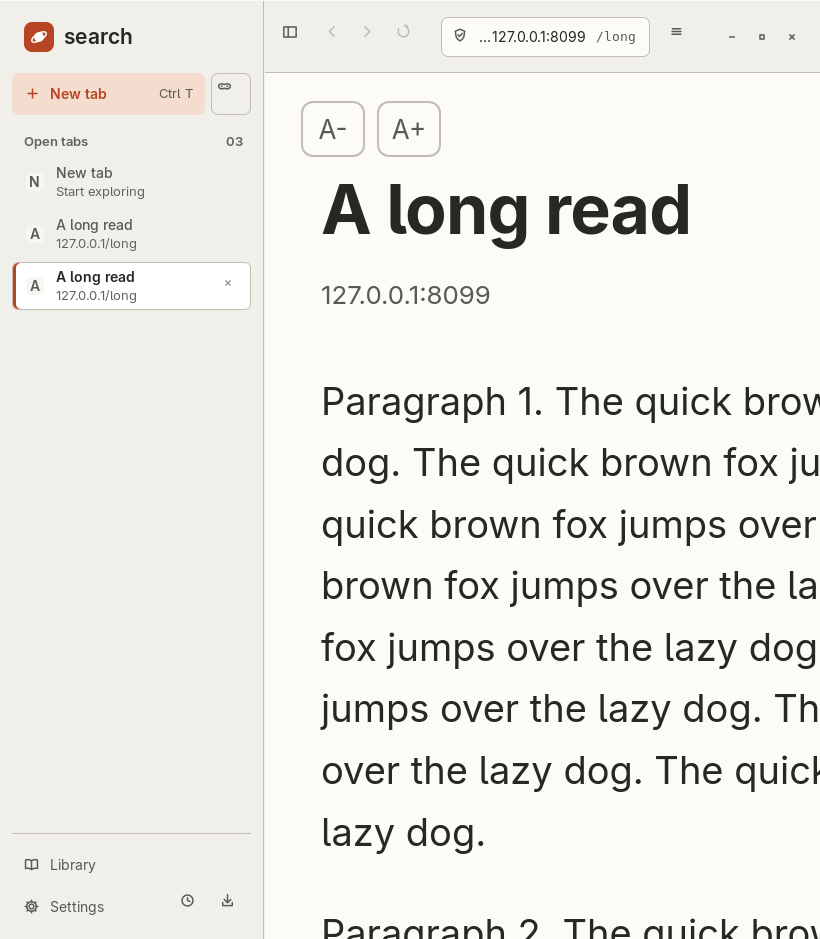 search
New tab Ctrl T
Open tabs 03
N New tab
Start exploring
A A long read
127.0.0.1/long
A A long read ×
127.0.0.1/long
Library
Settings
...127.0.0.1:8099 /long
A- A+
A long read
127.0.0.1:8099
Paragraph 1. The quick brow
dog. The quick brown fox ju
quick brown fox jumps over
brown fox jumps over the la
fox jumps over the lazy dog
jumps over the lazy dog. Th
over the lazy dog. The quick
lazy dog.
Paragraph 2. The quick brow